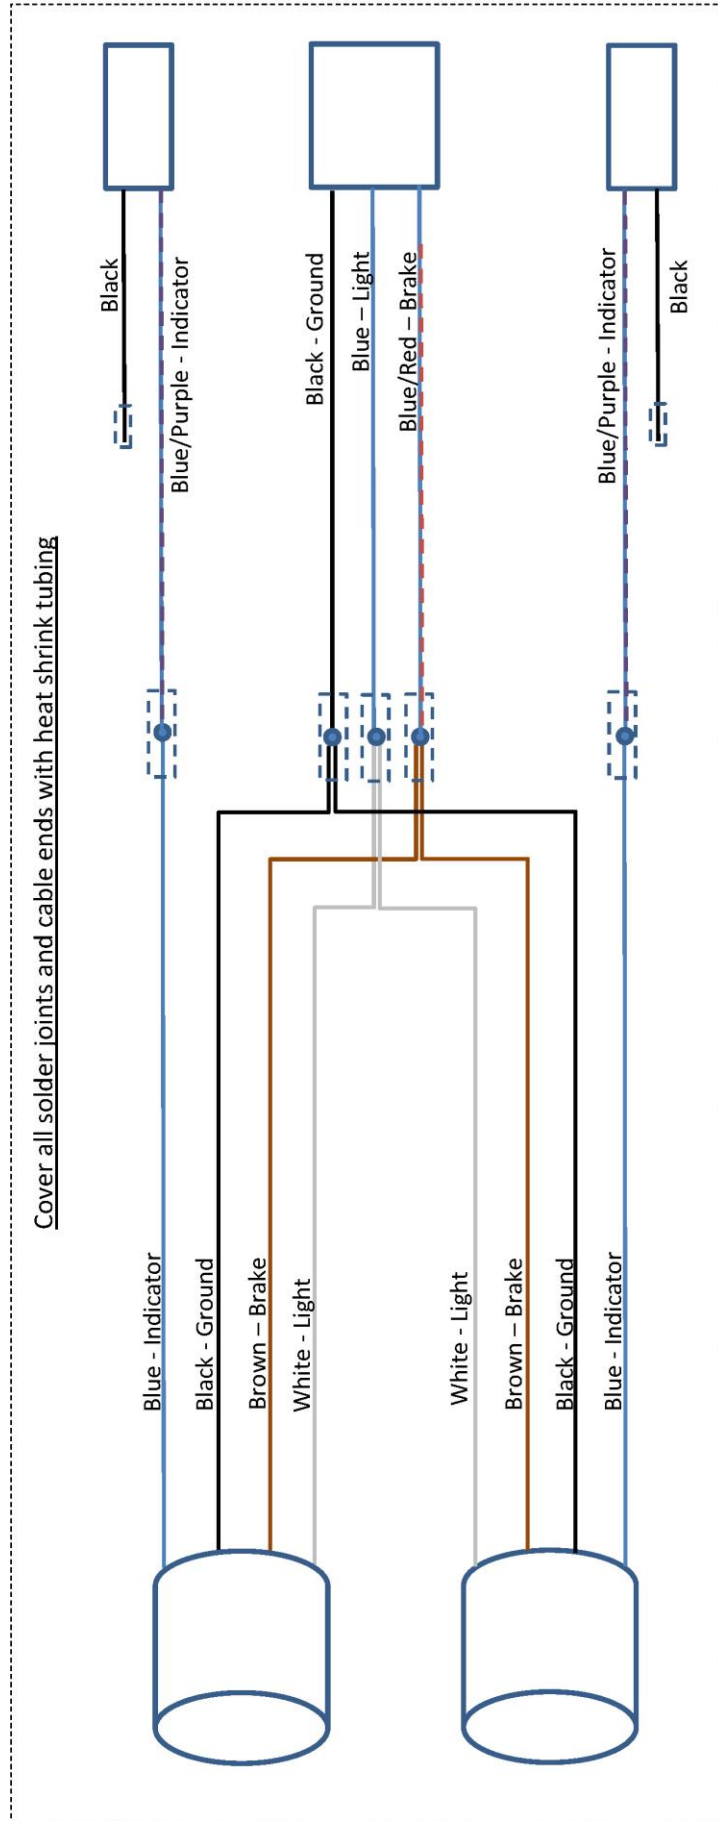 Cover all solder joints and cable ends with heat shrink tubing
Black
Blue/Purple - Indicator
Black - Ground
Blue – Light
Blue/Red – Brake
Blue/Purple - Indicator
Black
Blue - Indicator
Black - Ground
Brown – Brake
White - Light
White - Light
Brown – Brake
Black - Ground
Blue - Indicator